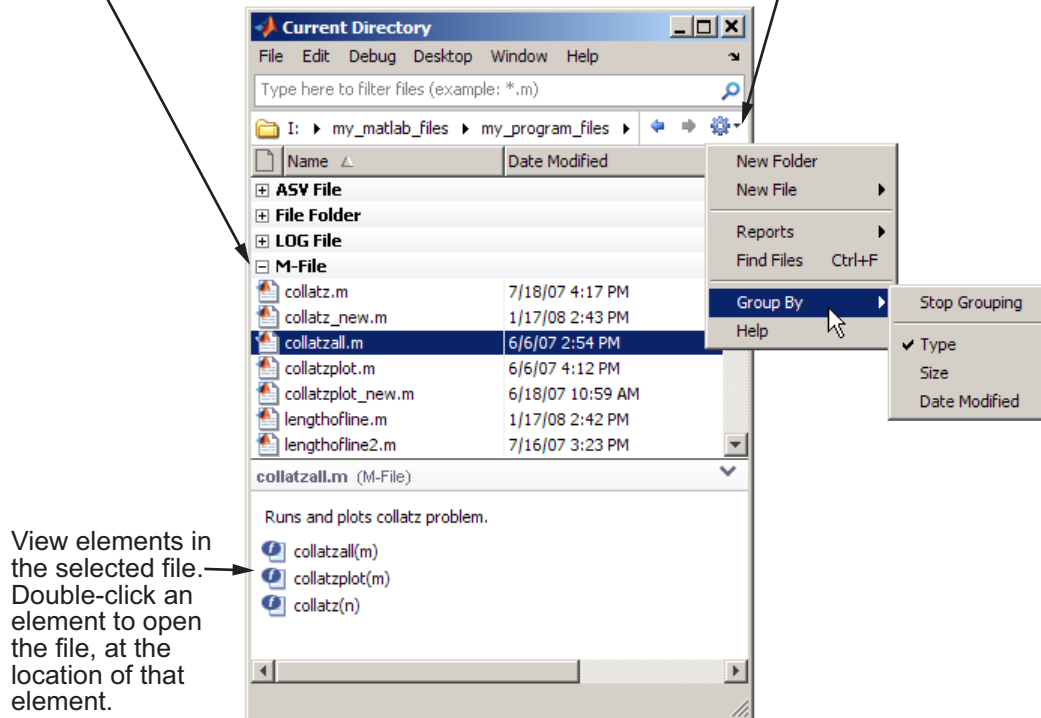 Current Directory
File Edit Debug Desktop Window Help
Type here to filter files (example: *.m)
I: my_matlab_files my_program_files
Name Date Modified
ASV File
File Folder
LOG File
M-File
collatz.m 7/18/07 4:17 PM
collatz_new.m 1/17/08 2:43 PM
collatzall.m 6/6/07 2:54 PM
collatzplot.m 6/6/07 4:12 PM
collatzplot_new.m 6/18/07 10:59 AM
lengthofline.m 1/17/08 2:42 PM
lengthofline2.m 7/16/07 3:23 PM
New Folder
New File
Reports
Find Files Ctrl+F
Group By
Help
Stop Grouping
Type
Size
Date Modified
collatzall.m (M-File)
Runs and plots collatz problem.
collatzall(m)
collatzplot(m)
collatz(n)
View elements in
the selected file.
Double-click an
element to open
the file, at the
location of that
element.